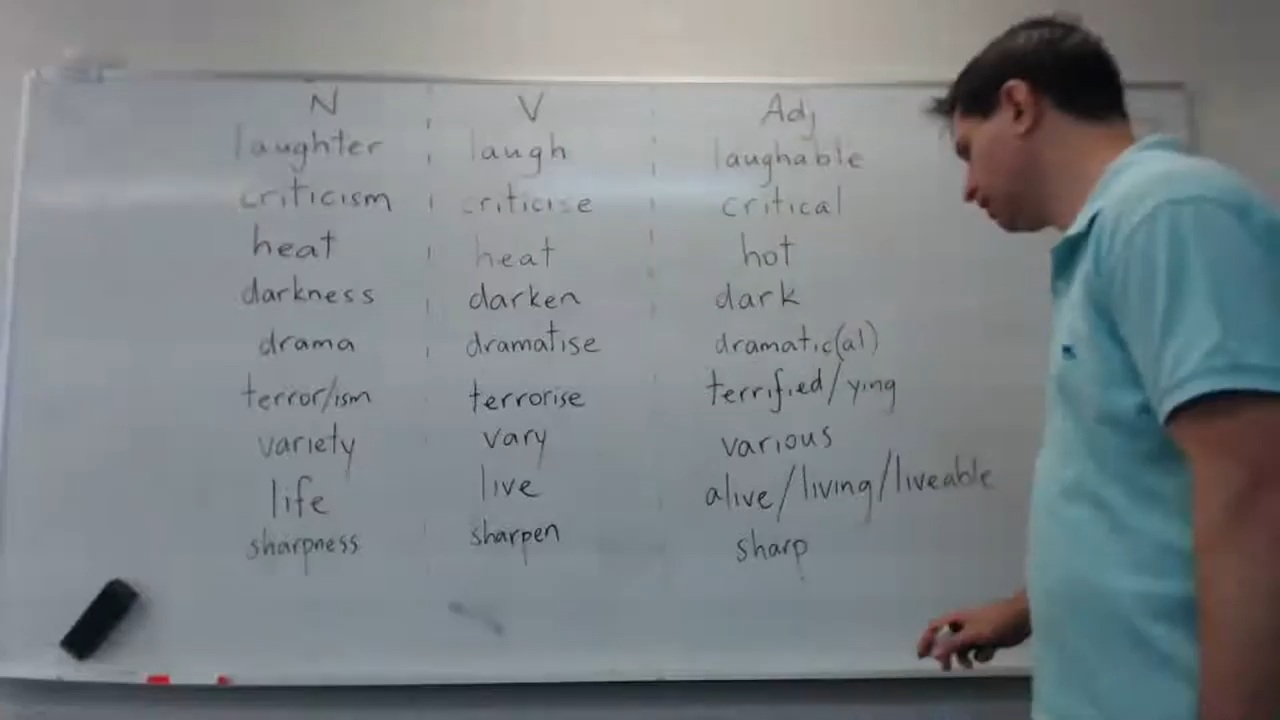 N V Adj
laughter laugh laughable
criticism criticise critical
heat heat hot
darkness darken dark
drama dramatise dramatic(al)
terror/ism terrorise terrified/ying
variety vary various
life live alive/living/liveable
sharpness sharpen sharp